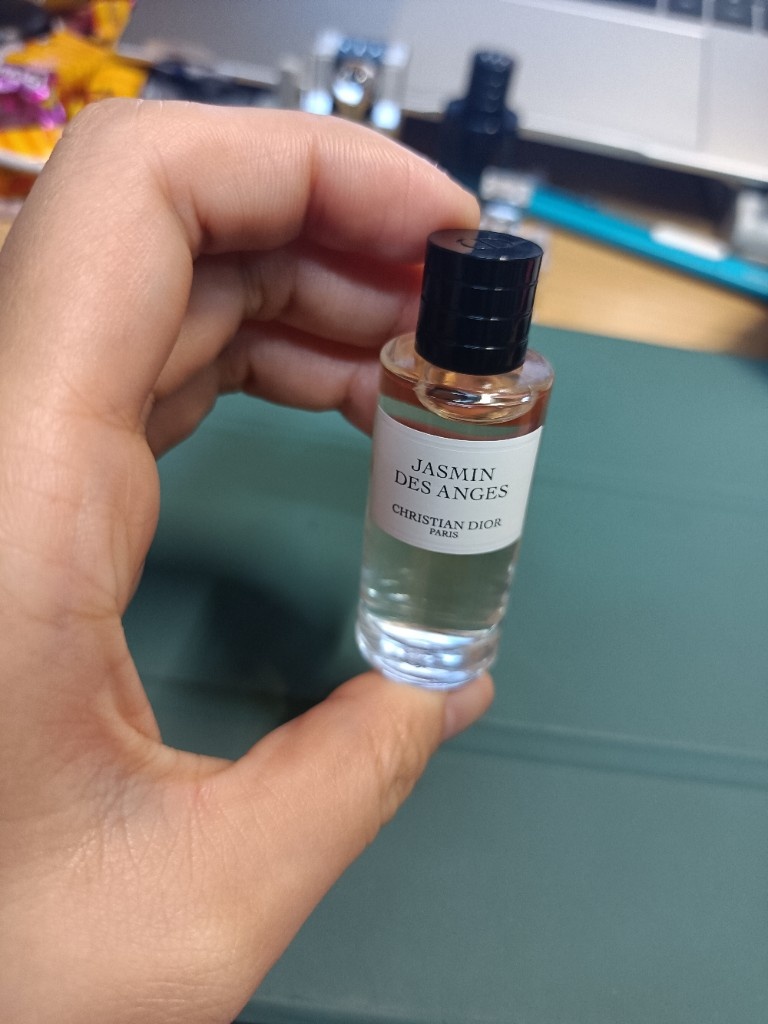 JASMIN
DES ANGES
CHRISTIAN DIOR
PARIS